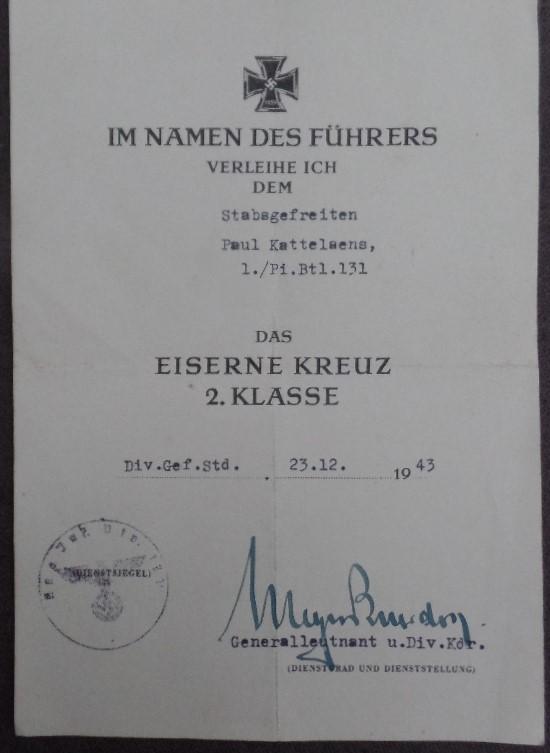 IM NAMEN DES FÜHRERS
VERLEIHE ICH
DEM
Stabsgefreiten
Paul Kattelaens,
1./Pi.Btl.131
DAS
EISERNE KREUZ
2. KLASSE
Div.Gef.Std. . 23.12. 1943
(DIENSTSIEGEL)
Generalleutnant u.Div.Kdr.
(DIENSTGRAD UND DIENSTSTELLUNG)